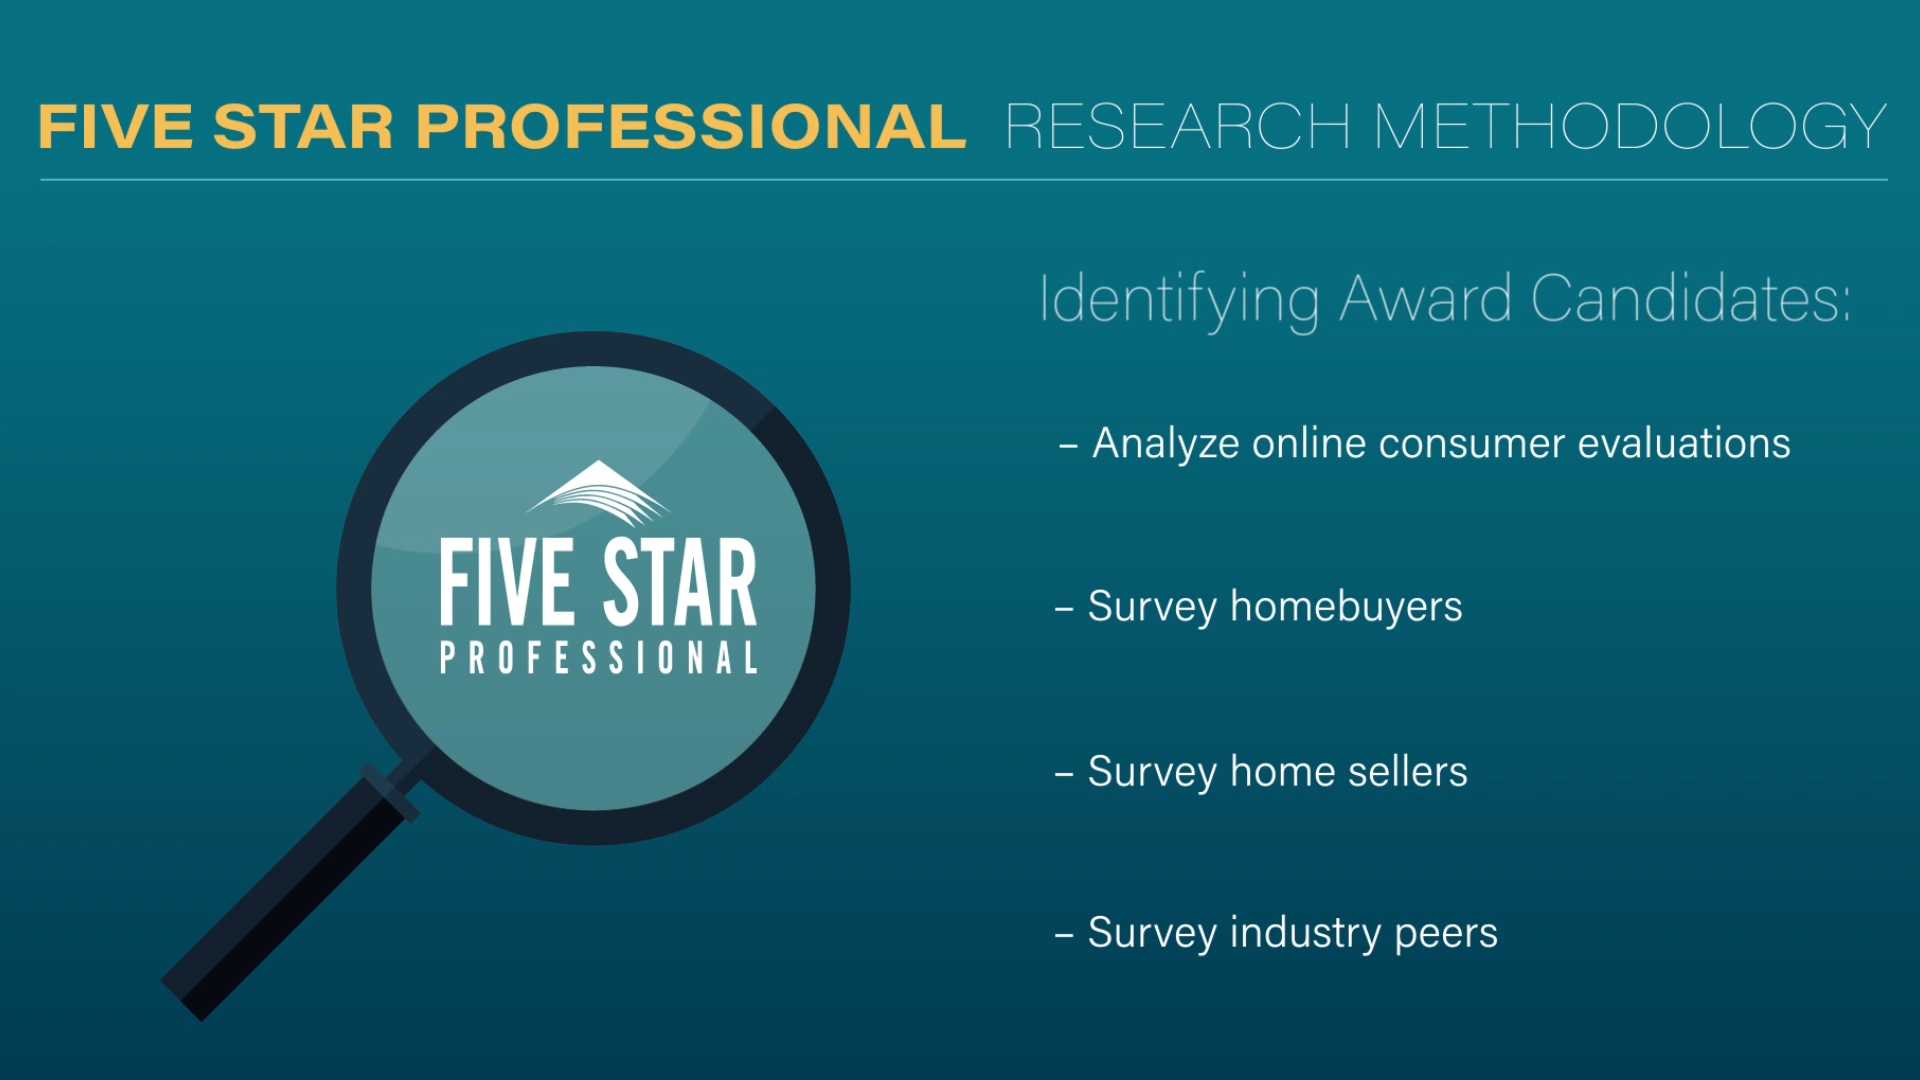 FIVE STAR PROFESSIONAL RESEARCH METHODOLOGY
Identifying Award Candidates:
– Analyze online consumer evaluations
– Survey homebuyers
– Survey home sellers
– Survey industry peers
FIVE STAR
PROFESSIONAL